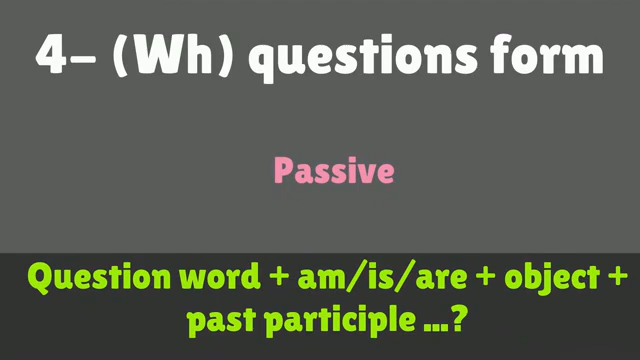 4- (Wh) questions form
Passive
Question word + am/is/are + object +
past participle ...?